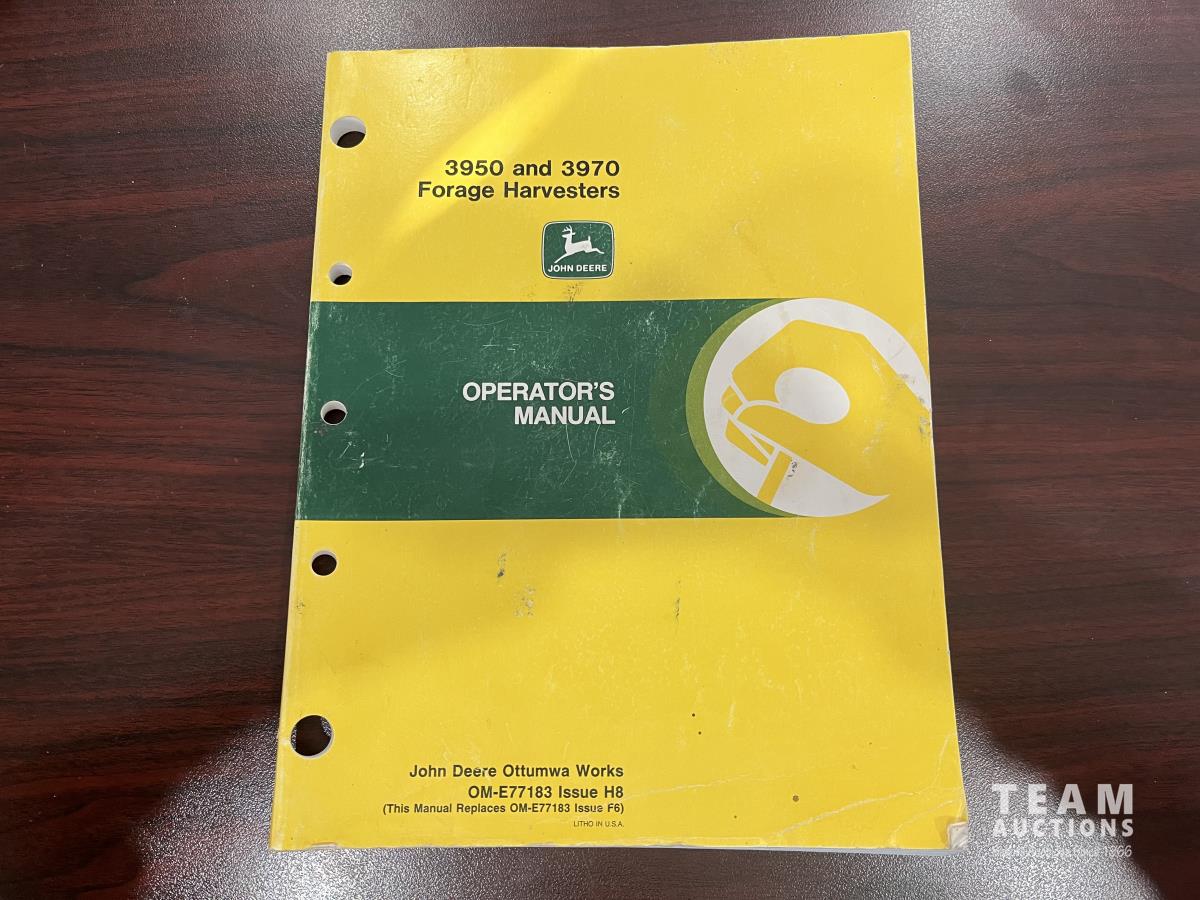 3950 and 3970
Forage Harvesters
JOHN DEERE
OPERATOR'S
MANUAL
John Deere Ottumwa Works
OM-E77183 Issue H8
(This Manual Replaces OM-E77183 Issue F6)
LITHO IN U.S.A.
TEAM
AUCTIONS